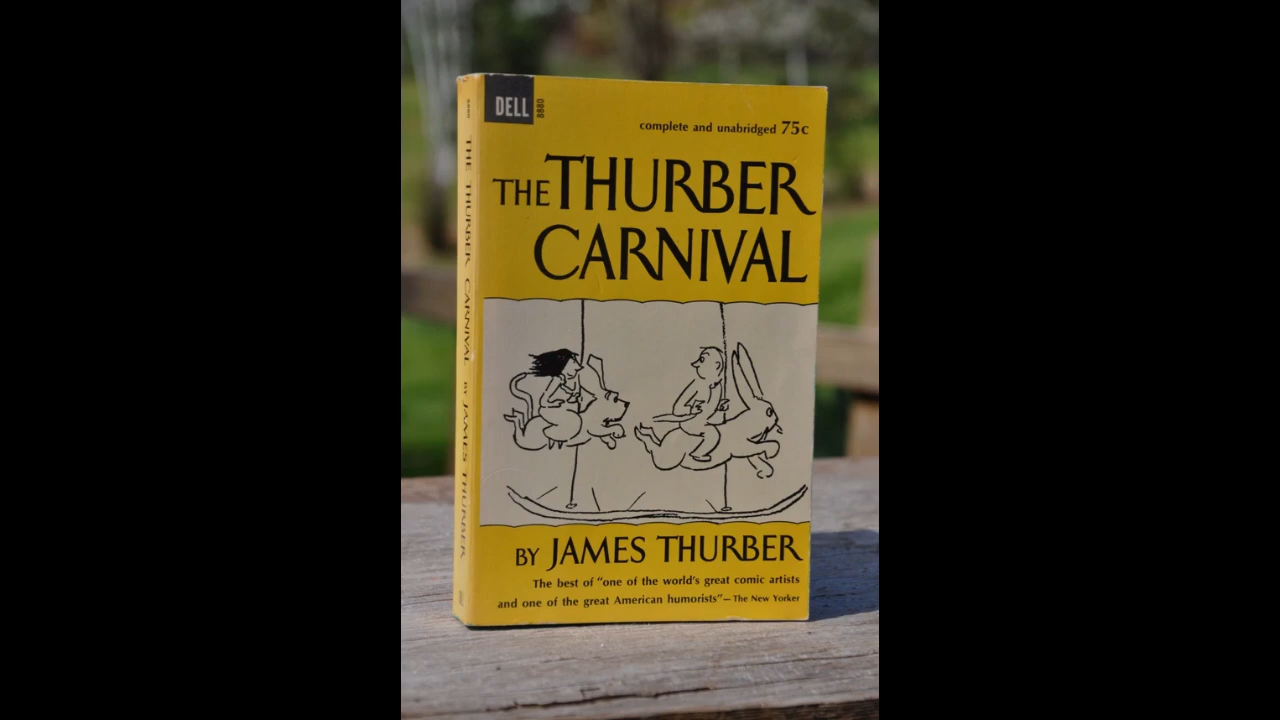 DELL
8880
complete and unabridged 75c
THE THURBER
CARNIVAL
BY JAMES THURBER
The best of "one of the world's great comic artists
and one of the great American humorists"—The New Yorker
THE THURBER CARNIVAL BY JAMES THURBER